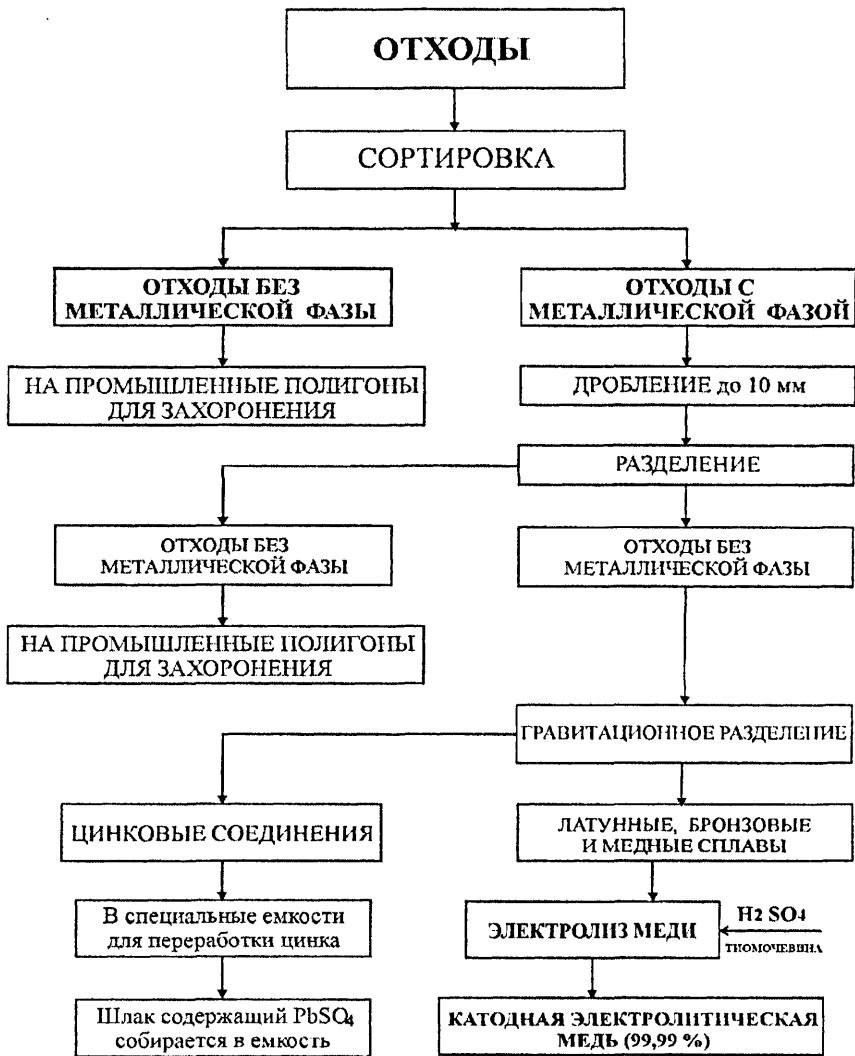 ОТХОДЫ
СОРТИРОВКА
ОТХОДЫ БЕЗ
МЕТАЛЛИЧЕСКОЙ ФАЗЫ
ОТХОДЫ С
МЕТАЛЛИЧЕСКОЙ ФАЗОЙ
НА ПРОМЫШЛЕННЫЕ ПОЛИГОНЫ
ДЛЯ ЗАХОРОНЕНИЯ
ДРОБЛЕНИЕ до 10 мм
РАЗДЕЛЕНИЕ
ОТХОДЫ БЕЗ
МЕТАЛЛИЧЕСКОЙ ФАЗЫ
ОТХОДЫ БЕЗ
МЕТАЛЛИЧЕСКОЙ ФАЗЫ
НА ПРОМЫШЛЕННЫЕ ПОЛИГОНЫ
ДЛЯ ЗАХОРОНЕНИЯ
ГРАВИТАЦИОННОЕ РАЗДЕЛЕНИЕ
ЦИНКОВЫЕ СОЕДИНЕНИЯ
ЛАТУННЫЕ, БРОНЗОВЫЕ
И МЕДНЫЕ СПЛАВЫ
В специальные емкости
для переработки цинка
ЭЛЕКТРОЛИЗ МЕДИ
H2 SO4
ТИОМОЧЕВИНА
Шлак содержащий PbSO4
собирается в емкость
КАТОДНАЯ ЭЛЕКТРОЛИТИЧЕСКАЯ
МЕДЬ (99,99 %)